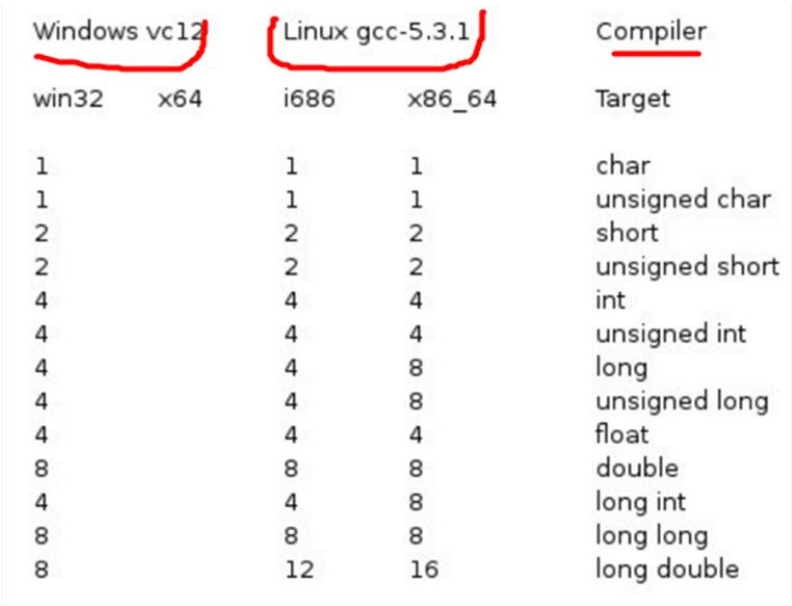 Windows vc12 Linux gcc-5.3.1 Compiler
win32 x64 i686 x86_64 Target
1 1 1 char
1 1 1 unsigned char
2 2 2 short
2 2 2 unsigned short
4 4 4 int
4 4 4 unsigned int
4 4 8 long
4 4 8 unsigned long
4 4 4 float
8 8 8 double
4 4 8 long int
8 8 8 long long
8 12 16 long double